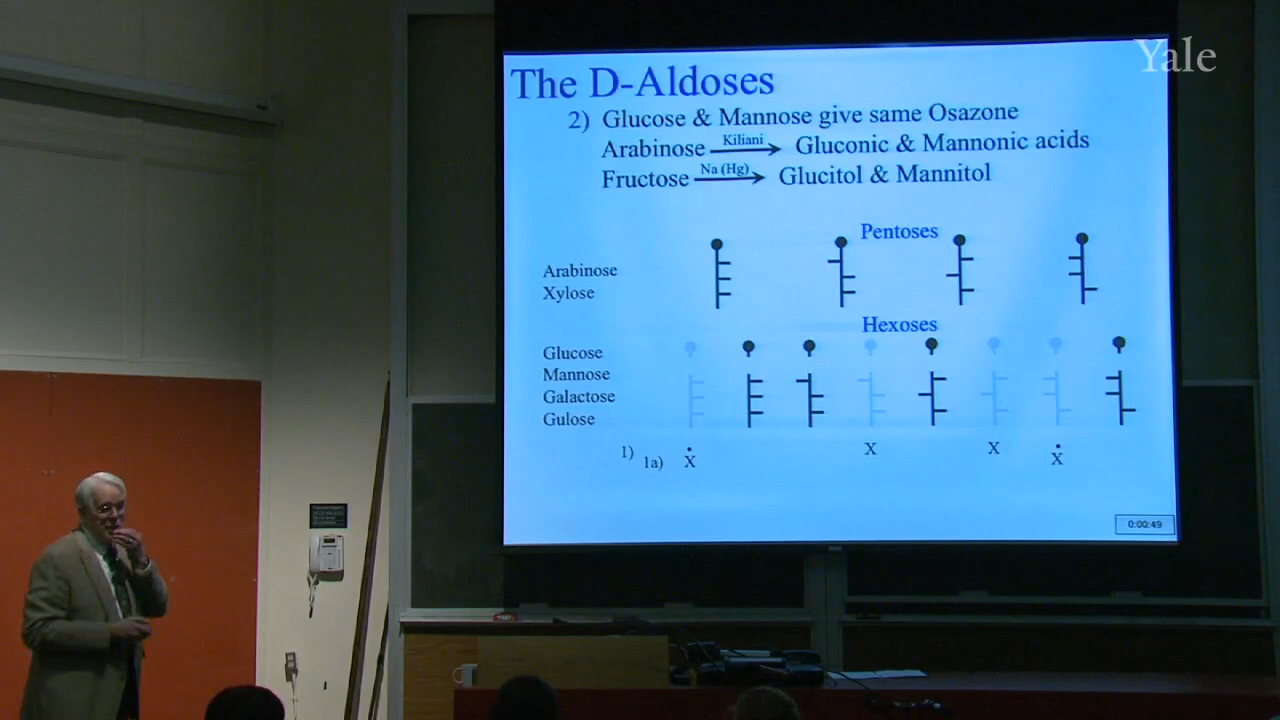 Yale
The D-Aldoses
2) Glucose & Mannose give same Osazone
Arabinose Kiliani Gluconic & Mannonic acids
Fructose Na (Hg) Glucitol & Mannitol
Pentoses
Arabinose
Xylose
Hexoses
Glucose
Mannose
Galactose
Gulose
1)
1a) Ẋ X X Ẋ
0:00:49